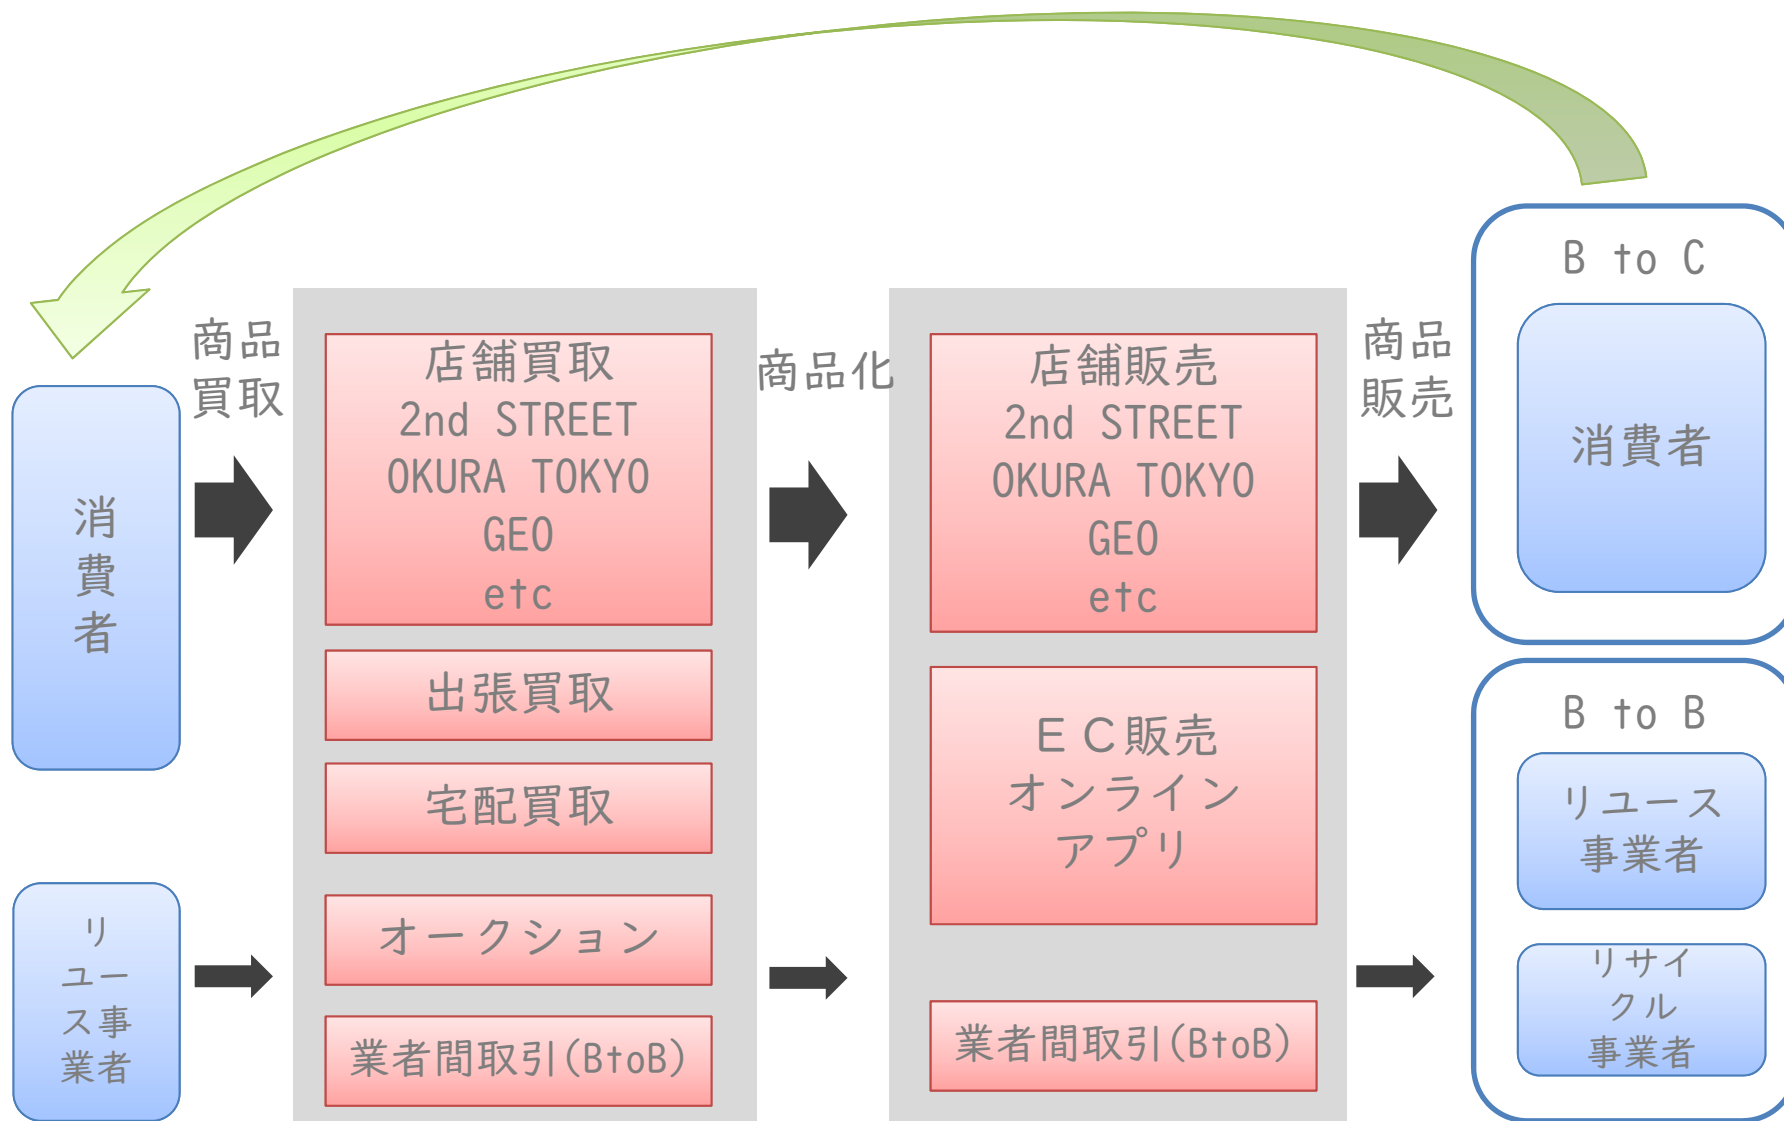 消
費
者
リ
ユー
ス事
業者
商品
買取
店舗買取
2nd STREET
OKURA TOKYO
GEO
etc
出張買取
宅配買取
オークション
業者間取引(BtoB)
商品化
店舗販売
2nd STREET
OKURA TOKYO
GEO
etc
ＥＣ販売
オンライン
アプリ
業者間取引(BtoB)
商品
販売
B to C
消費者
B to B
リユース
事業者
リサイ
クル
事業者